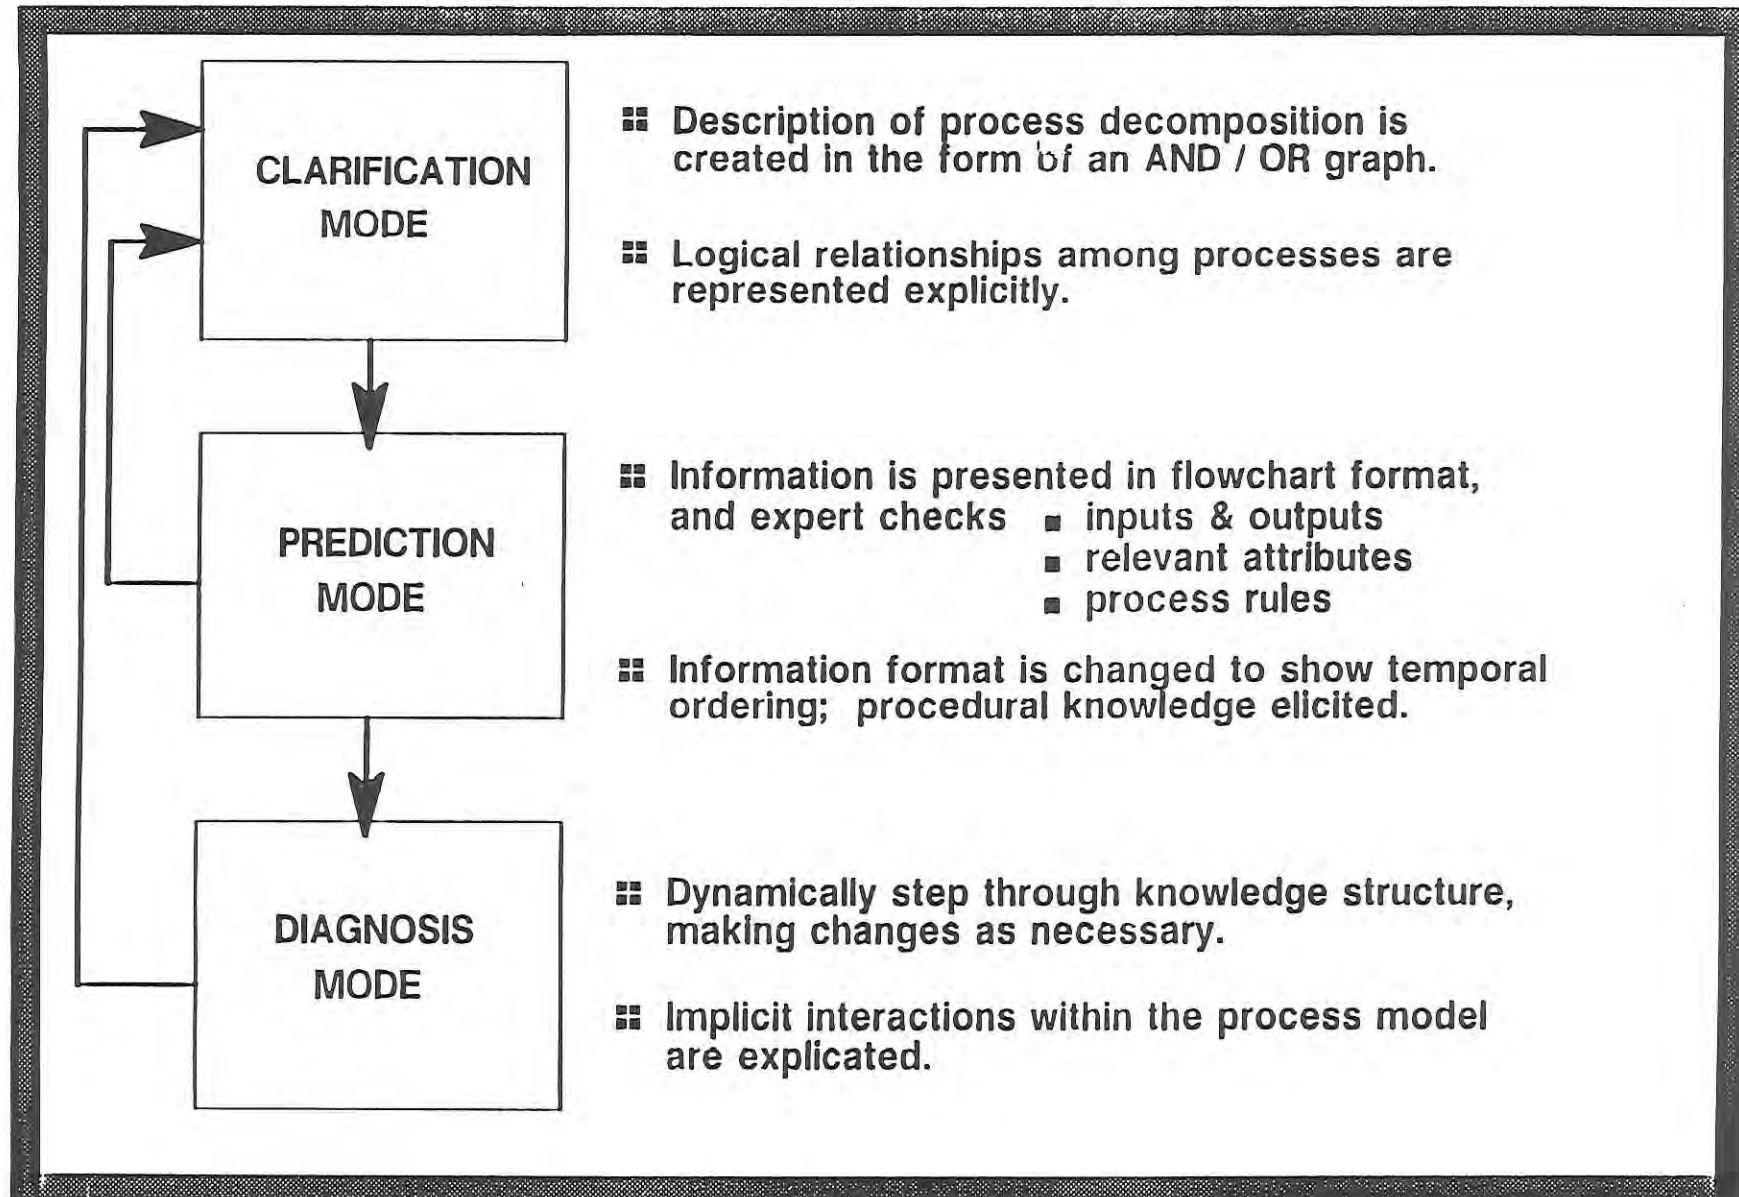 CLARIFICATION
MODE
Description of process decomposition is
created in the form of an AND / OR graph.
Logical relationships among processes are
represented explicitly.
PREDICTION
MODE
Information is presented in flowchart format,
and expert checks ▪ inputs & outputs
▪ relevant attributes
▪ process rules
Information format is changed to show temporal
ordering; procedural knowledge elicited.
DIAGNOSIS
MODE
Dynamically step through knowledge structure,
making changes as necessary.
Implicit interactions within the process model
are explicated.